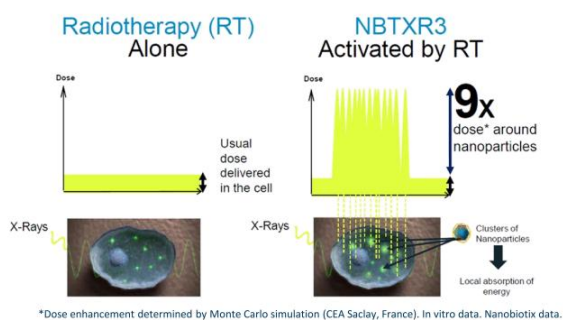 Radiotherapy (RT)
Alone
Dose
Usual
dose
delivered
in the cell
X-Rays
NBTXR3
Activated by RT
Dose
9x
dose* around
nanoparticles
X-Rays
Clusters of
Nanoparticles
Local absorption of
energy
*Dose enhancement determined by Monte Carlo simulation (CEA Saclay, France). In vitro data. Nanobiotix data.